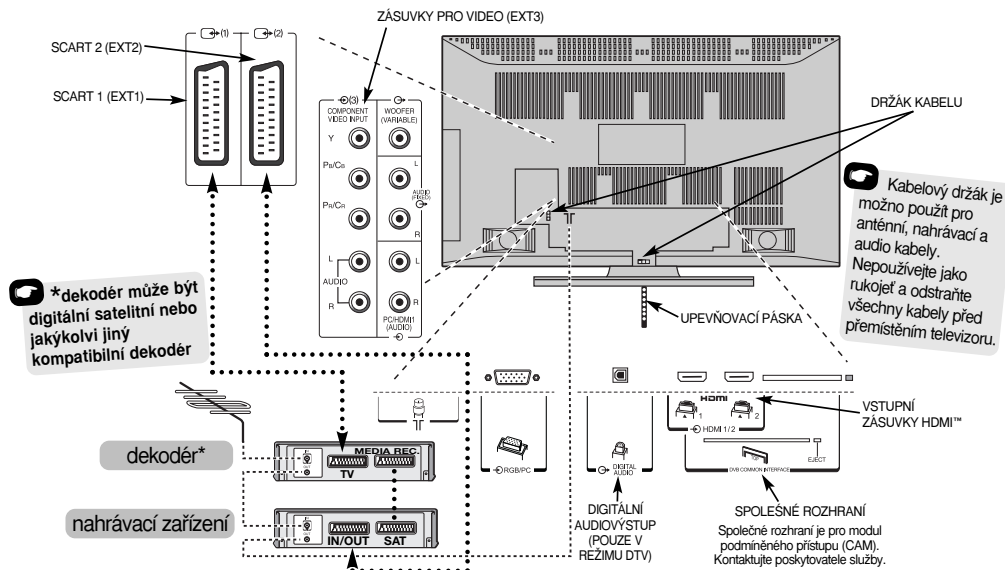 ZÁSUVKY PRO VIDEO (EXT3)
(1)
(2)
SCART 2 (EXT2)
SCART 1 (EXT1)
(3)
COMPONENT
VIDEO INPUT
WOOFER
(VARIABLE)
Y
PB/CB
PR/CR
L
AUDIO
(FIXED)
R
L
AUDIO
R
L
R
PC/HDMI1
(AUDIO)
DRŽÁK KABELU
Kabelový držák je
možno použít pro
anténní, nahrávací a
audio kabely.
Nepoužívejte jako
rukojeť a odstraňte
všechny kabely před
přemístěním televizoru.
*dekodér může být
digitální satelitní nebo
jakýkolvi jiný
kompatibilní dekodér
UPEVŇOVACÍ PÁSKA
dekodér*
TV
MEDIA REC.
nahrávací zařízení
IN/OUT
SAT
RGB/PC
DIGITAL
AUDIO
HDMI
1
2
HDMI 1/2
EJECT
DVB COMMON INTERFACE
VSTUPNÍ
ZÁSUVKY HDMI™
DIGITÁLNÍ
AUDIOVÝSTUP
(POUZE V
REŽIMU DTV)
SPOLEŠNÉ ROZHRANÍ
Společné rozhraní je pro modul
podmíněného přístupu (CAM).
Kontaktujte poskytovatele služby.